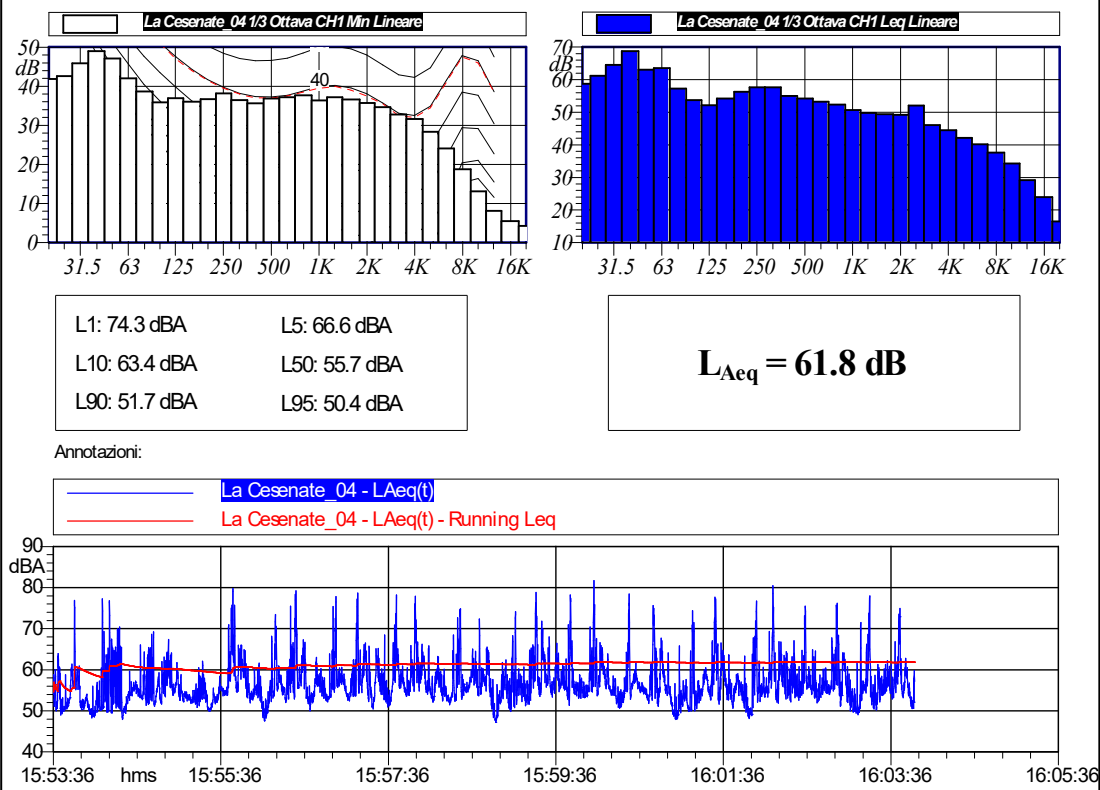 La Cesenate_04 1/3 Ottava CH1 Min Lineare
La Cesenate_04 1/3 Ottava CH1 Leq Lineare
50
dB
40
30
20
10
0
40
31.5 63 125 250 500 1K 2K 4K 8K 16K
70
dB
60
50
40
30
20
10
31.5 63 125 250 500 1K 2K 4K 8K 16K
L1: 74.3 dBA L5: 66.6 dBA
L10: 63.4 dBA L50: 55.7 dBA
L90: 51.7 dBA L95: 50.4 dBA
LAeq = 61.8 dB
Annotazioni:
La Cesenate_04 - LAeq(t)
La Cesenate_04 - LAeq(t) - Running Leq
90
dBA
80
70
60
50
40
15:53:36 hms 15:55:36 15:57:36 15:59:36 16:01:36 16:03:36 16:05:36